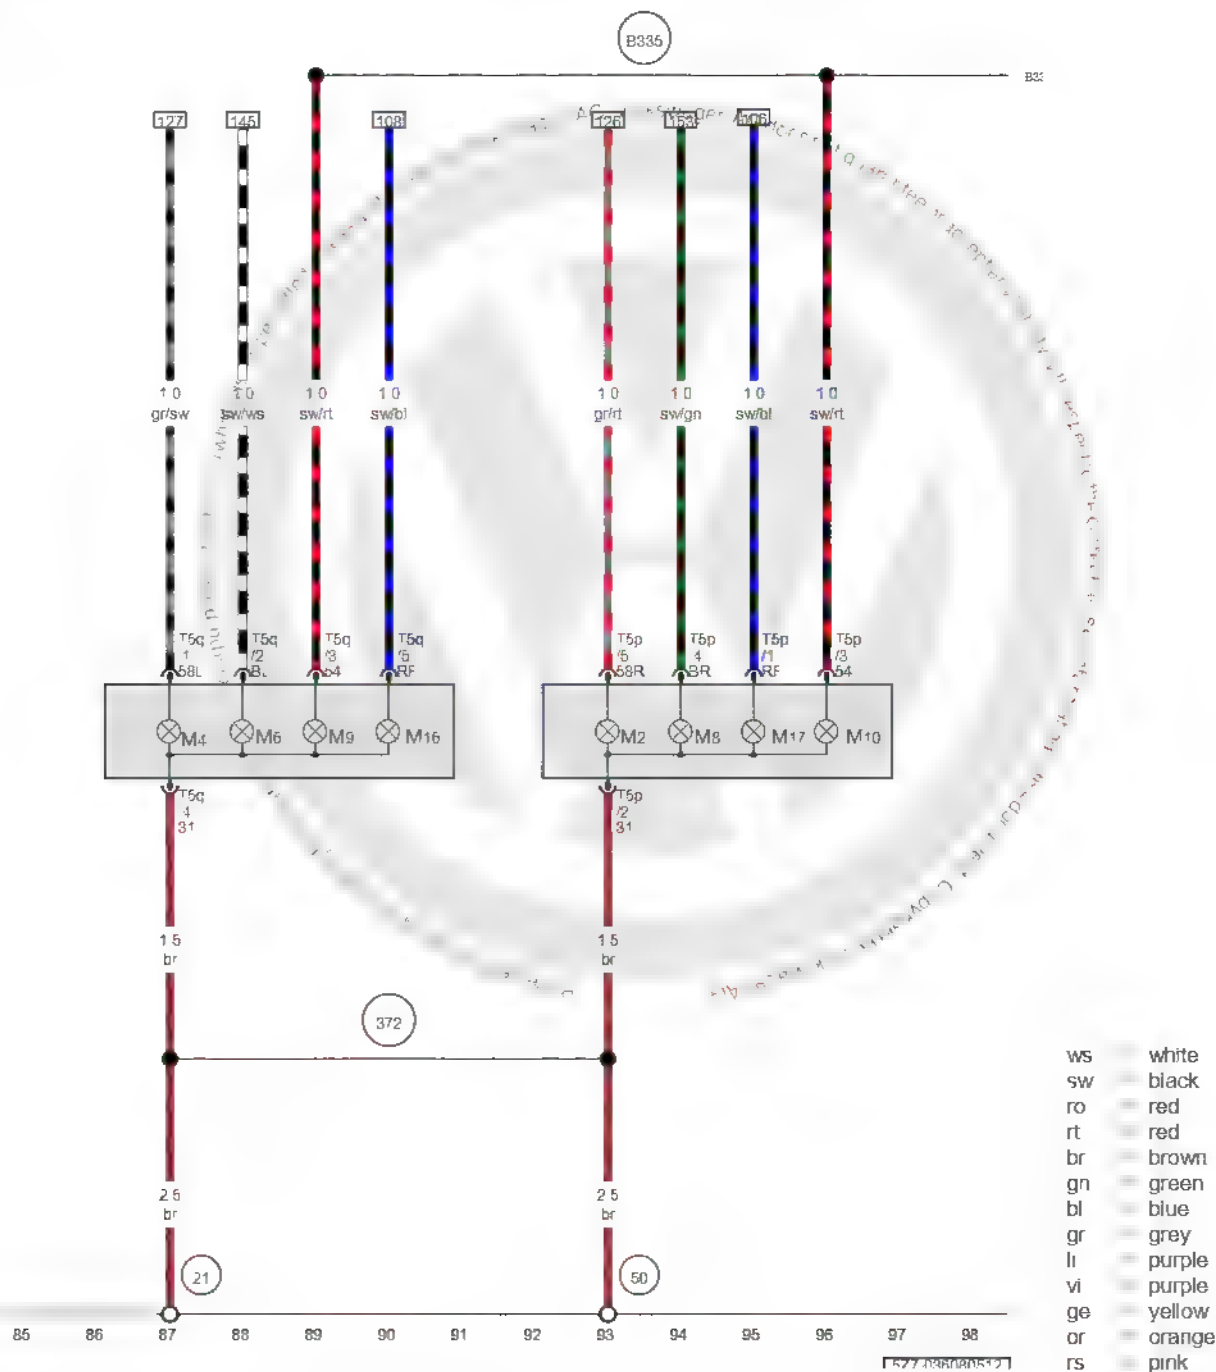 B335
127 145 108 126
1 0 1 0 1 0 1 0 1 0 1 0 1 0 1 0
gr/sw sw/ws sw/rt sw/bl gr/rt sw/gn sw/bl sw/rt
T5q T5q T5q T5q T5p T5p T5p T5p
1 /2 /3 /5 /5 4 /1 /3
58L 54 58R BR 54
M4 M6 M9 M16 M2 M8 M17 M10
T5q T5p
4 /2
31 31
1 5 1 5
br br
372
2 5 2 5
br br
21 50
85 86 87 88 89 90 91 92 93 94 95 96 97 98
ws = white
sw = black
ro = red
rt = red
br = brown
gn = green
bl = blue
gr = grey
li = purple
vi = purple
ge = yellow
or = orange
rs = pink